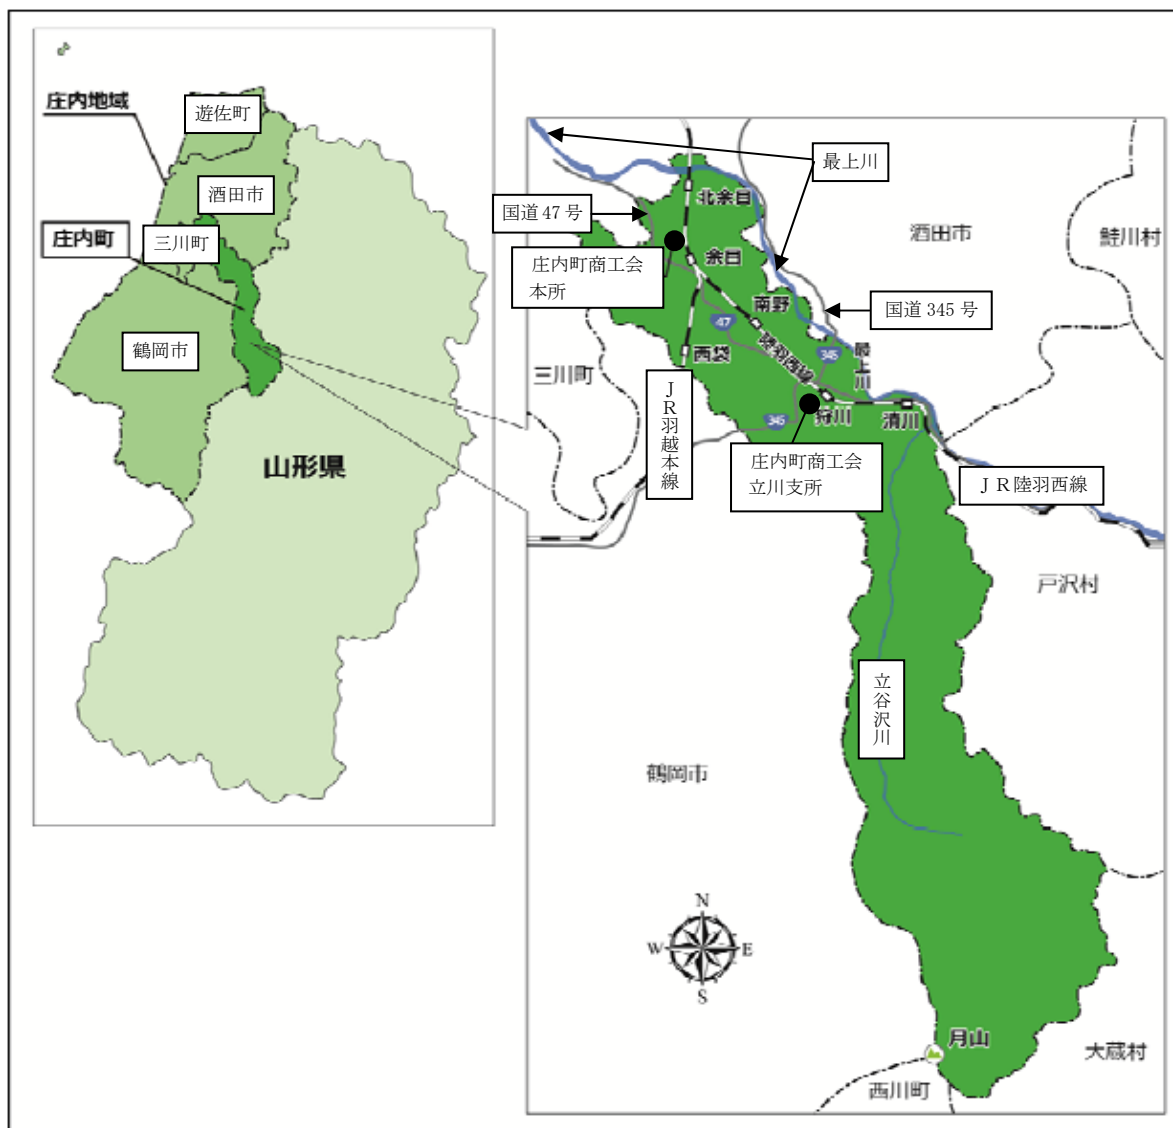 庄内地域
遊佐町
酒田市
庄内町
三川町
鶴岡市
山形県
最上川
国道 47 号
北余目
酒田市
鮭川村
庄内町商工会
本所
余目
南野
国道 345 号
47
西袋
陸羽西線
345
最上川
三川町
JR羽越本線
345
狩川
清川
庄内町商工会
立川支所
JR陸羽西線
戸沢村
立谷沢川
鶴岡市
N
W
E
S
月山
大蔵村
西川町